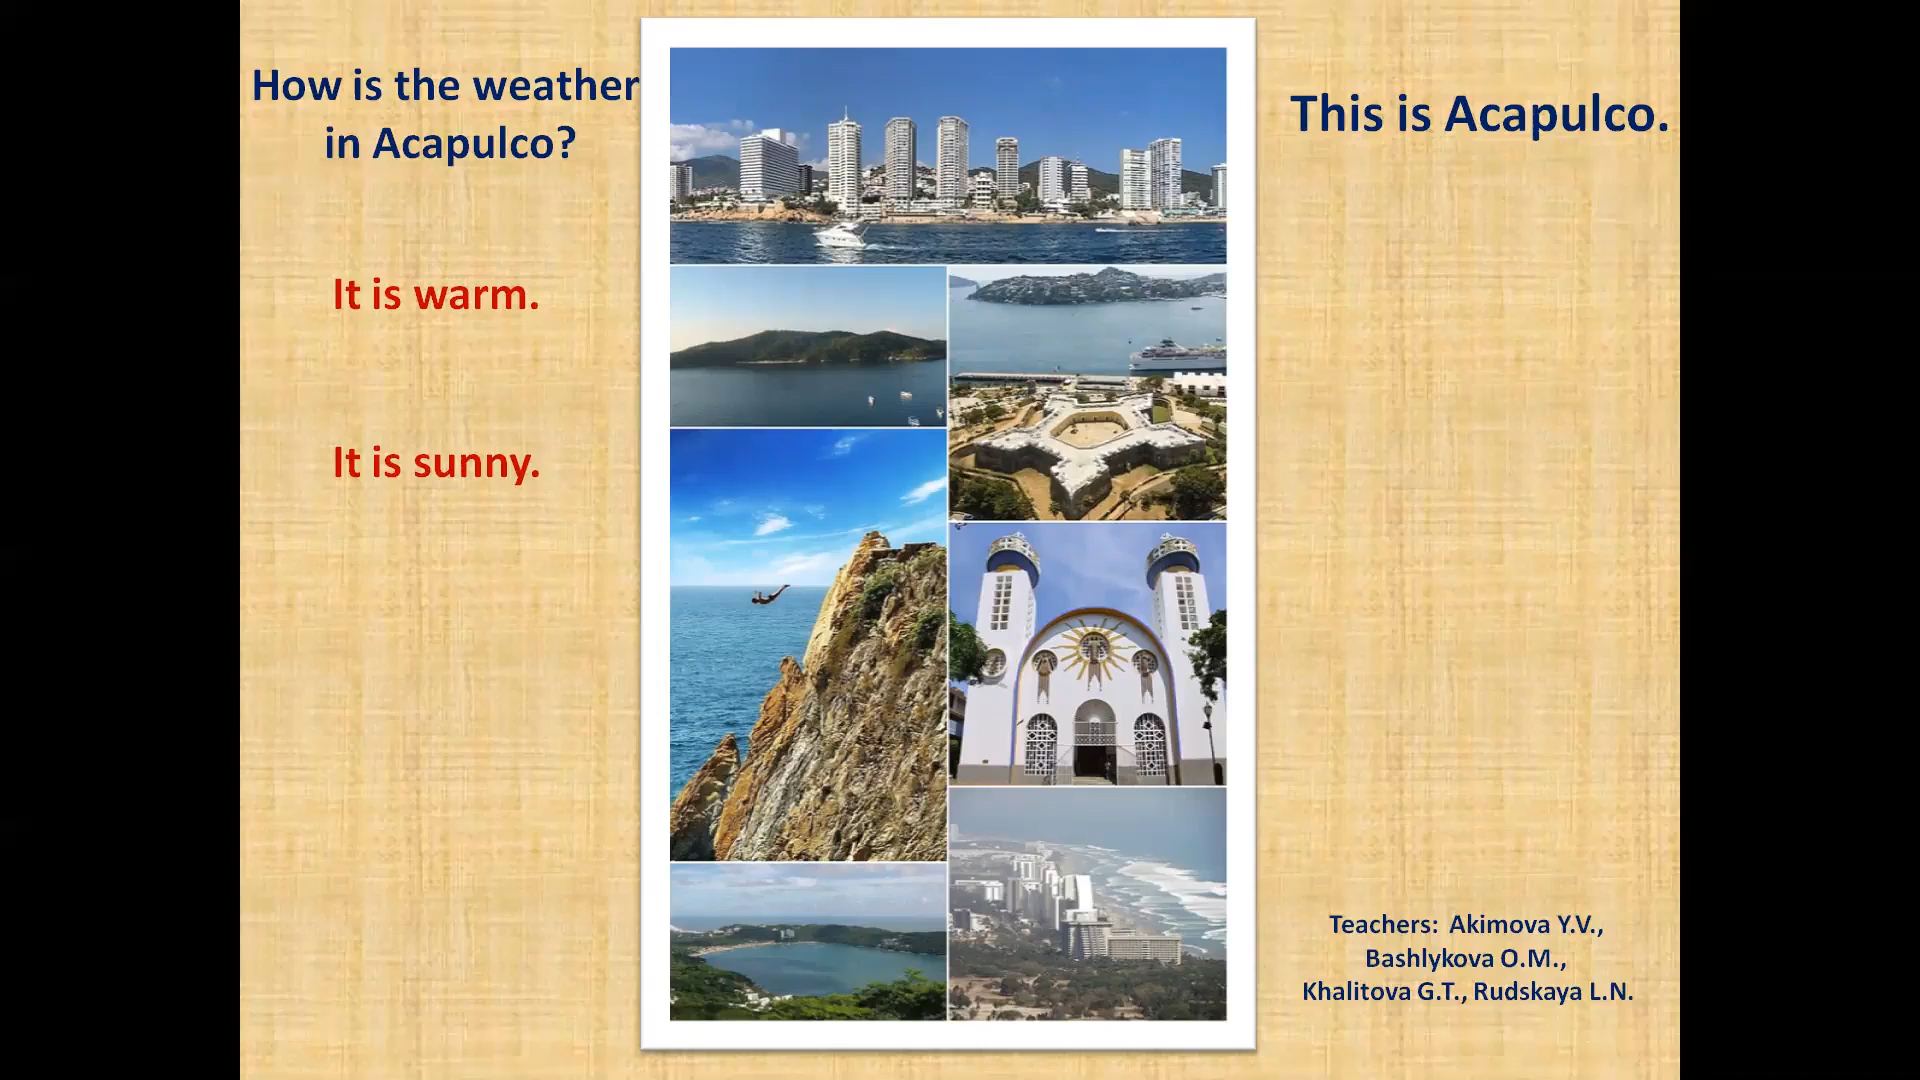 How is the weather
in Acapulco?
It is warm.
It is sunny.
This is Acapulco.
Teachers: Akimova Y.V.,
Bashlykova O.M.,
Khalitova G.T., Rudskaya L.N.